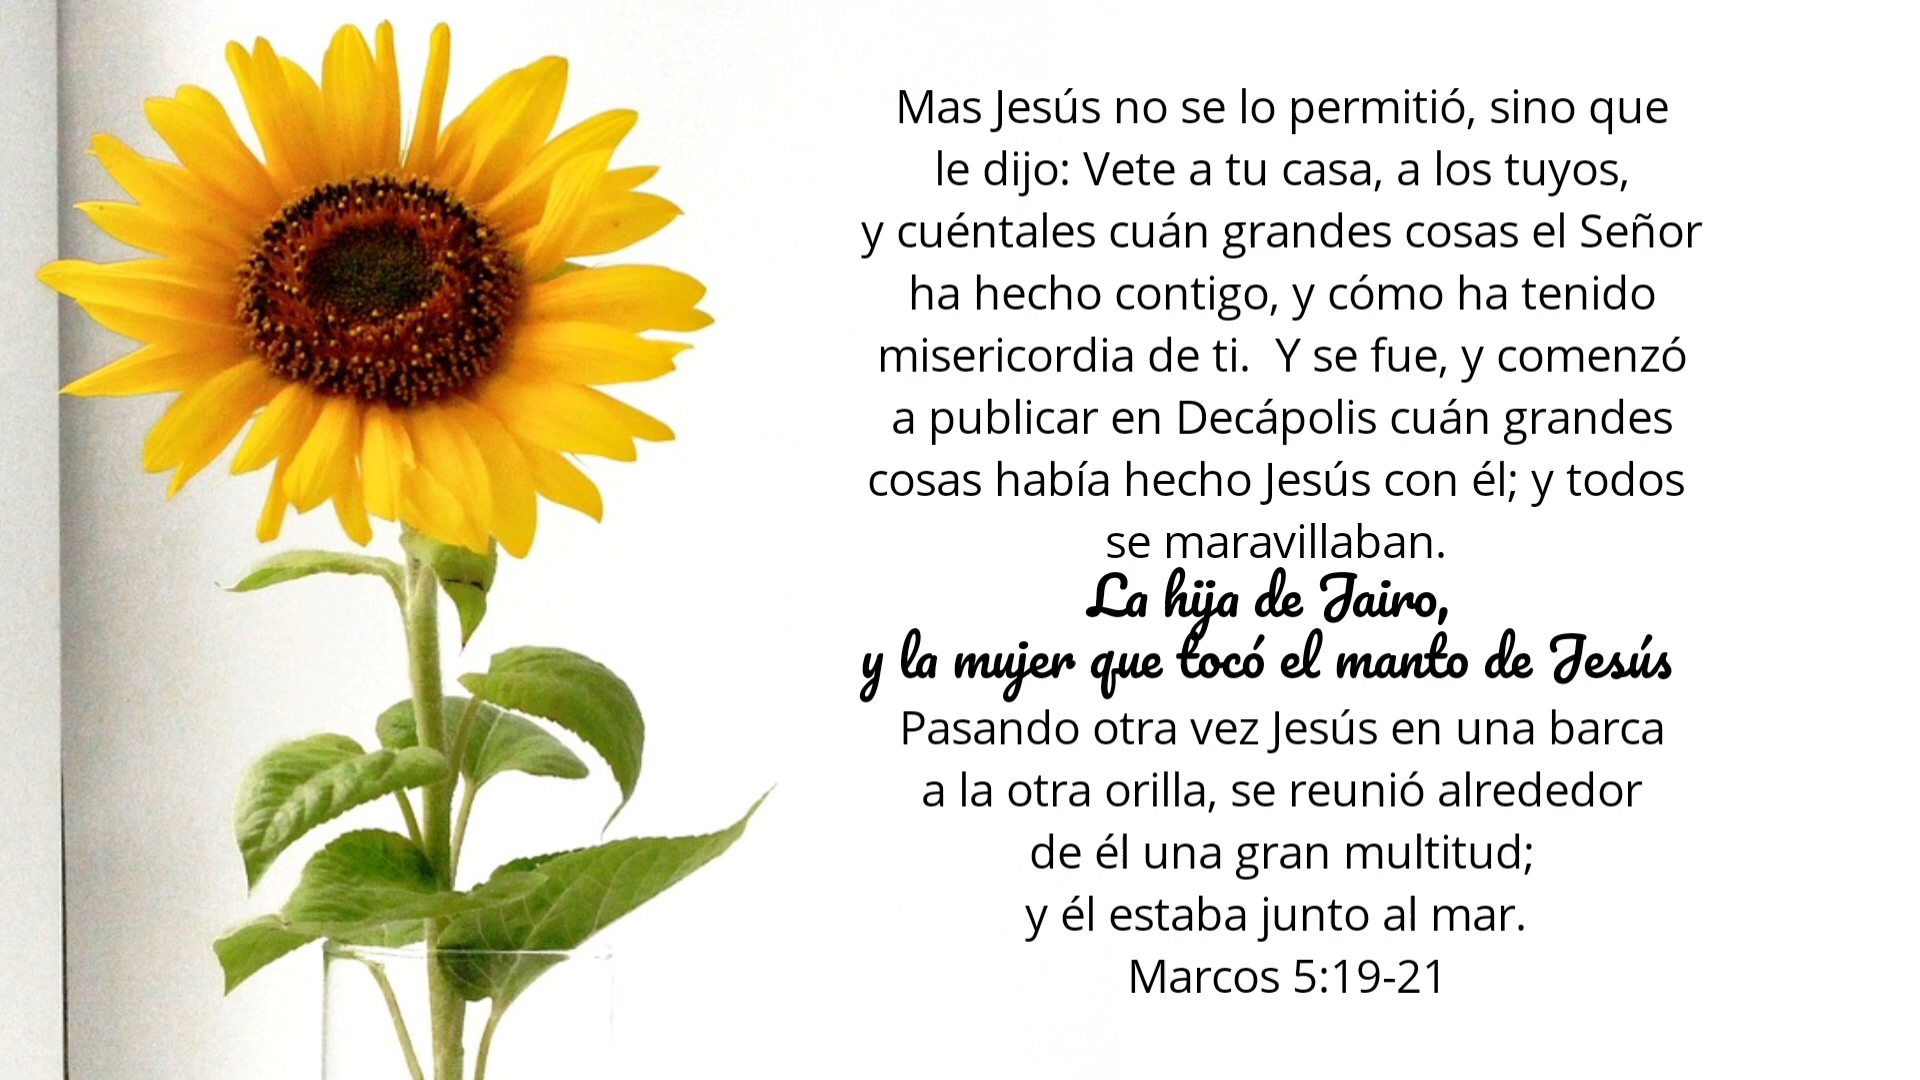 Mas Jesús no se lo permitió, sino que
le dijo: Vete a tu casa, a los tuyos,
y cuéntales cuán grandes cosas el Señor
ha hecho contigo, y cómo ha tenido
misericordia de ti.  Y se fue, y comenzó
a publicar en Decápolis cuán grandes
cosas había hecho Jesús con él; y todos
se maravillaban.
La hija de Jairo,
y la mujer que tocó el manto de Jesús
Pasando otra vez Jesús en una barca
a la otra orilla, se reunió alrededor
de él una gran multitud;
y él estaba junto al mar.
Marcos 5:19-21